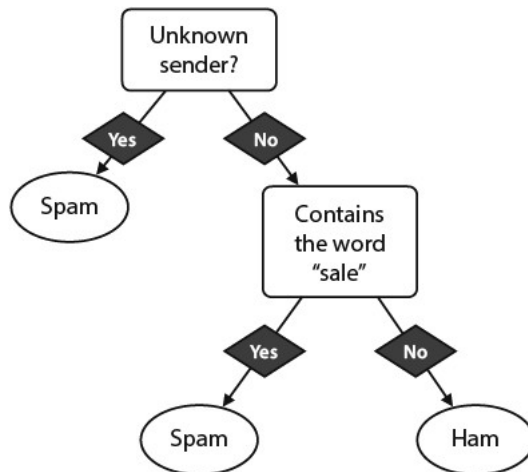 Unknown
sender?
Yes
No
Spam
Contains
the word
“sale”
Yes
No
Spam
Ham